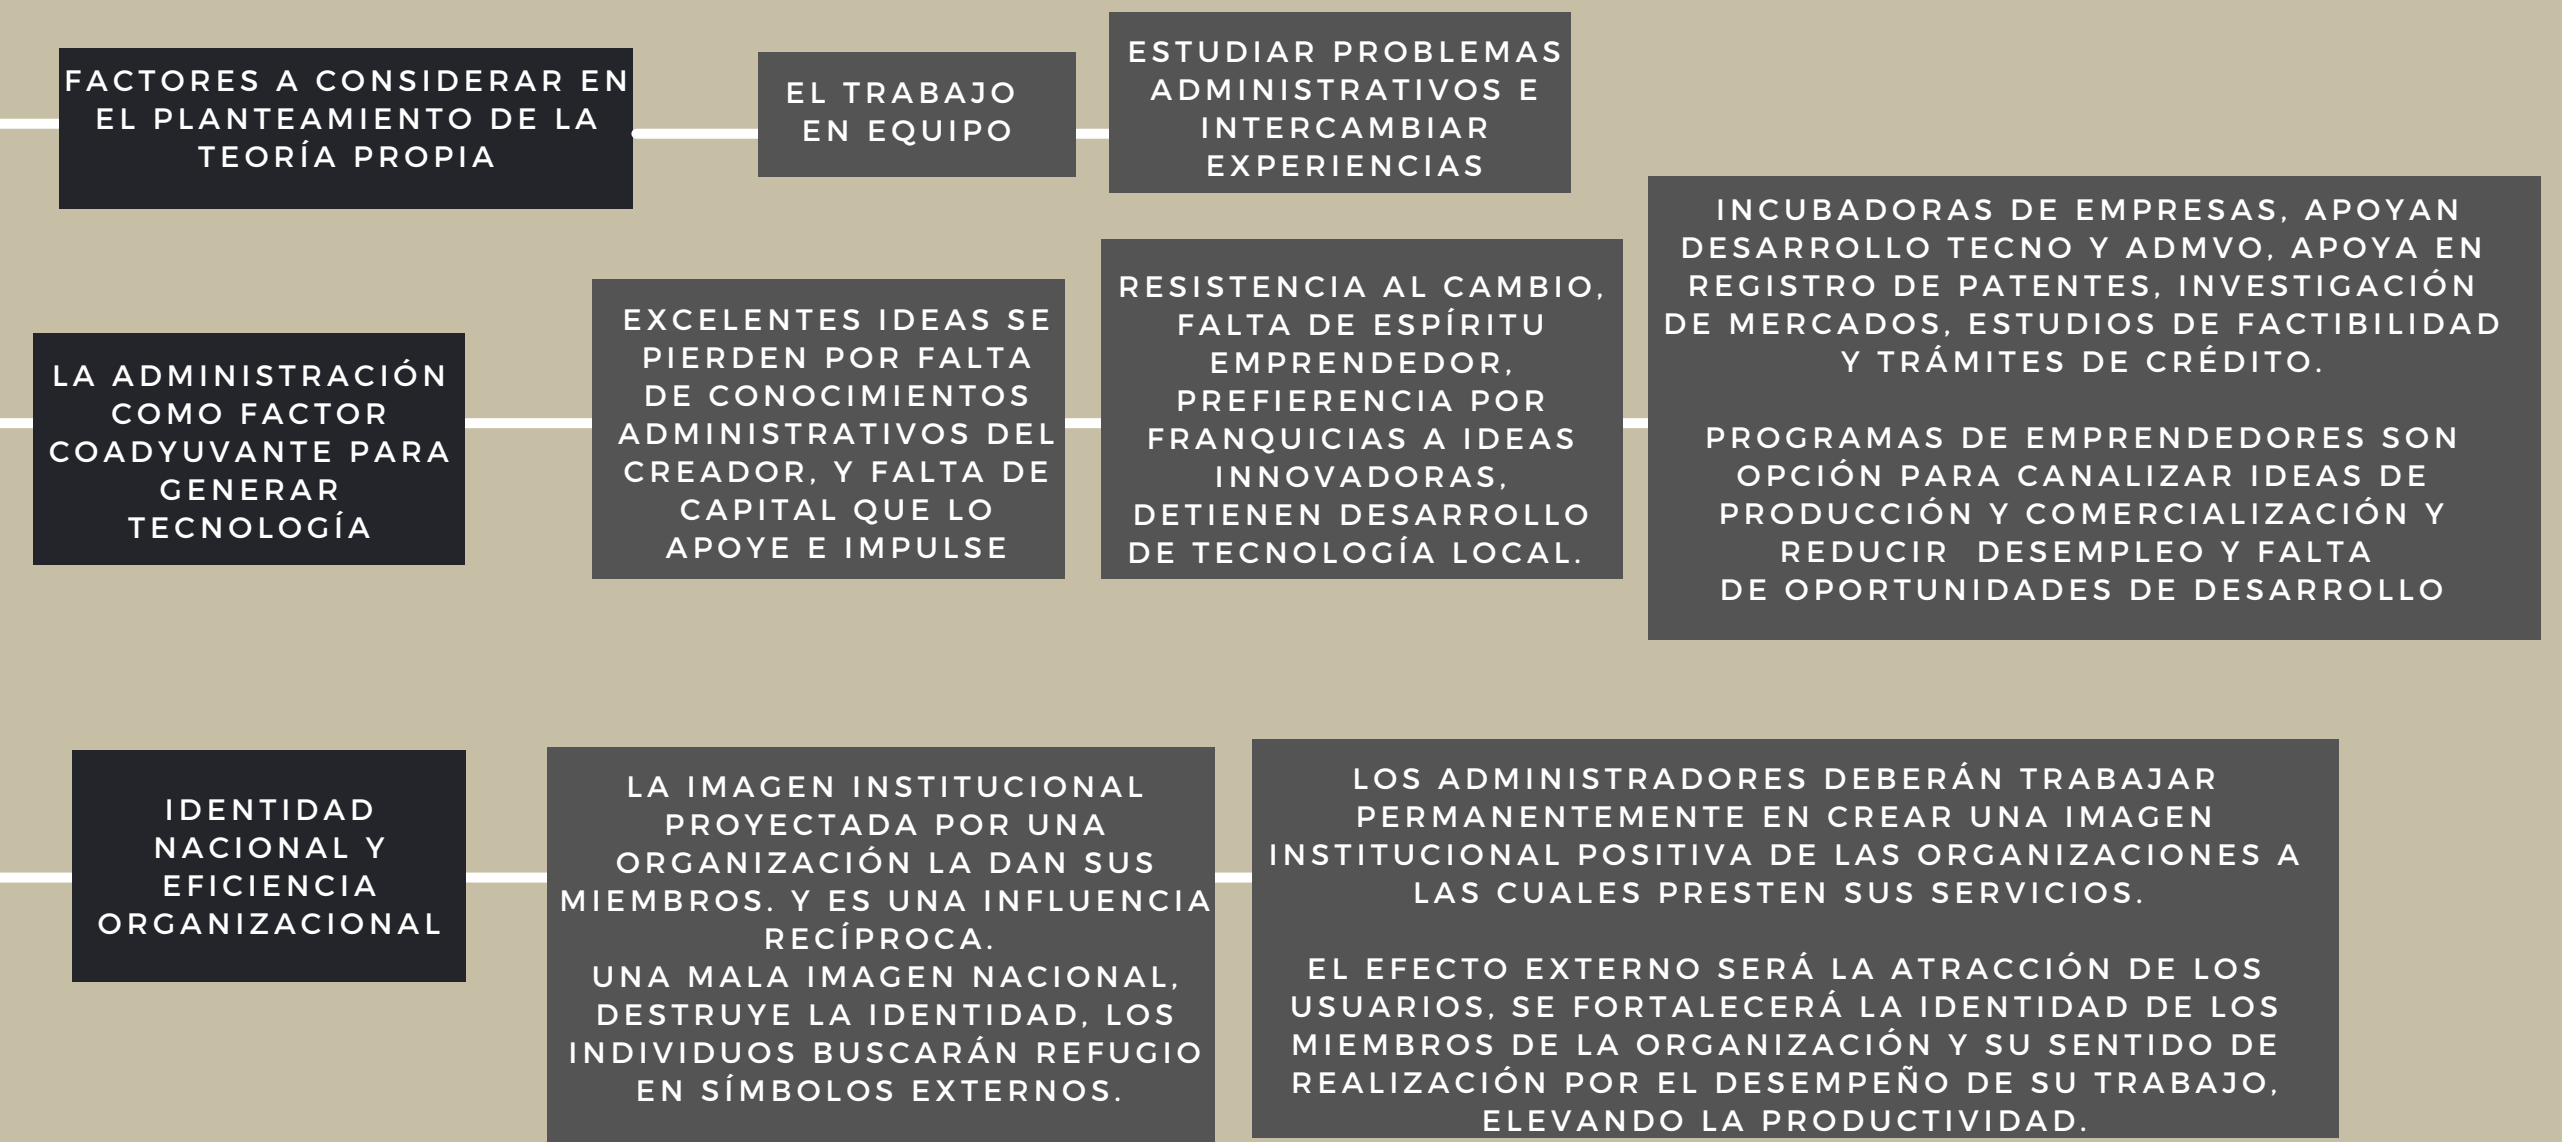 FACTORES A CONSIDERAR EN
EL PLANTEAMIENTO DE LA
TEORÍA PROPIA
EL TRABAJO
EN EQUIPO
ESTUDIAR PROBLEMAS
ADMINISTRATIVOS E
INTERCAMBIAR
EXPERIENCIAS
LA ADMINISTRACIÓN
COMO FACTOR
COADYUVANTE PARA
GENERAR
TECNOLOGÍA
EXCELENTES IDEAS SE
PIERDEN POR FALTA
DE CONOCIMIENTOS
ADMINISTRATIVOS DEL
CREADOR, Y FALTA DE
CAPITAL QUE LO
APOYE E IMPULSE
RESISTENCIA AL CAMBIO,
FALTA DE ESPÍRITU
EMPRENDEDOR,
PREFIERENCIA POR
FRANQUICIAS A IDEAS
INNOVADORAS,
DETIENEN DESARROLLO
DE TECNOLOGÍA LOCAL.
INCUBADORAS DE EMPRESAS, APOYAN
DESARROLLO TECNO Y ADMVO, APOYA EN
REGISTRO DE PATENTES, INVESTIGACIÓN
DE MERCADOS, ESTUDIOS DE FACTIBILIDAD
Y TRÁMITES DE CRÉDITO.
PROGRAMAS DE EMPRENDEDORES SON
OPCIÓN PARA CANALIZAR IDEAS DE
PRODUCCIÓN Y COMERCIALIZACIÓN Y
REDUCIR DESEMPLEO Y FALTA
DE OPORTUNIDADES DE DESARROLLO
IDENTIDAD
NACIONAL Y
EFICIENCIA
ORGANIZACIONAL
LA IMAGEN INSTITUCIONAL
PROYECTADA POR UNA
ORGANIZACIÓN LA DAN SUS
MIEMBROS. Y ES UNA INFLUENCIA
RECÍPROCA.
UNA MALA IMAGEN NACIONAL,
DESTRUYE LA IDENTIDAD, LOS
INDIVIDUOS BUSCARÁN REFUGIO
EN SÍMBOLOS EXTERNOS.
LOS ADMINISTRADORES DEBERÁN TRABAJAR
PERMANENTEMENTE EN CREAR UNA IMAGEN
INSTITUCIONAL POSITIVA DE LAS ORGANIZACIONES A
LAS CUALES PRESTEN SUS SERVICIOS.
EL EFECTO EXTERNO SERÁ LA ATRACCIÓN DE LOS
USUARIOS, SE FORTALECERÁ LA IDENTIDAD DE LOS
MIEMBROS DE LA ORGANIZACIÓN Y SU SENTIDO DE
REALIZACIÓN POR EL DESEMPEÑO DE SU TRABAJO,
ELEVANDO LA PRODUCTIVIDAD.